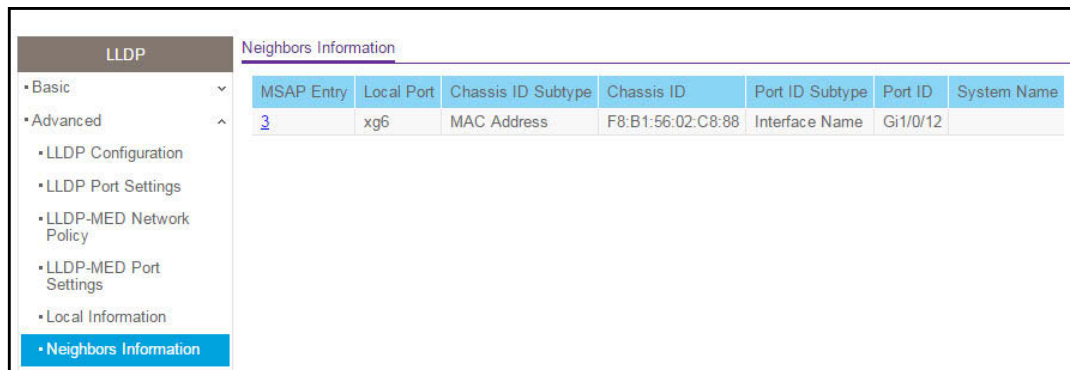 LLDP
Basic
Advanced
LLDP Configuration
LLDP Port Settings
LLDP-MED Network
Policy
LLDP-MED Port
Settings
Local Information
Neighbors Information
Neighbors Information
MSAP Entry Local Port Chassis ID Subtype Chassis ID Port ID Subtype Port ID System Name
3 xg6 MAC Address F8:B1:56:02:C8:88 Interface Name Gi1/0/12